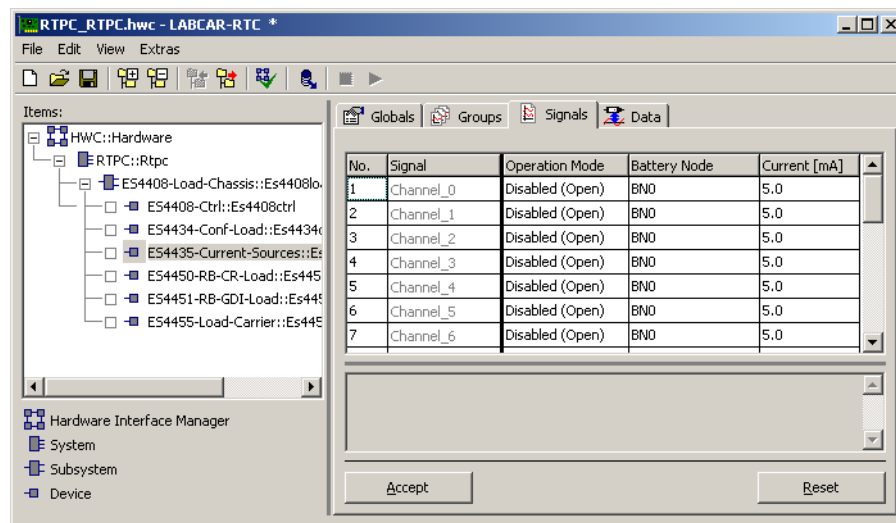 RTPC_RTPC.hwc - LABCAR-RTC *
File Edit View Extras
Items:
HWC::Hardware
RTPC::Rtpc
ES4408-Load-Chassis::Es4408lo
ES4408-Ctrl::Es4408ctrl
ES4434-Conf-Load::Es4434
ES4435-Current-Sources::Es
ES4450-RB-CR-Load::Es445
ES4451-RB-GDI-Load::Es445
ES4455-Load-Carrier::Es445
Hardware Interface Manager
System
Subsystem
Device
Globals Groups Signals Data
No. Signal Operation Mode Battery Node Current [mA]
1 Channel_0 Disabled (Open) BN0 5.0
2 Channel_1 Disabled (Open) BN0 5.0
3 Channel_2 Disabled (Open) BN0 5.0
4 Channel_3 Disabled (Open) BN0 5.0
5 Channel_4 Disabled (Open) BN0 5.0
6 Channel_5 Disabled (Open) BN0 5.0
7 Channel_6 Disabled (Open) BN0 5.0
Accept Reset